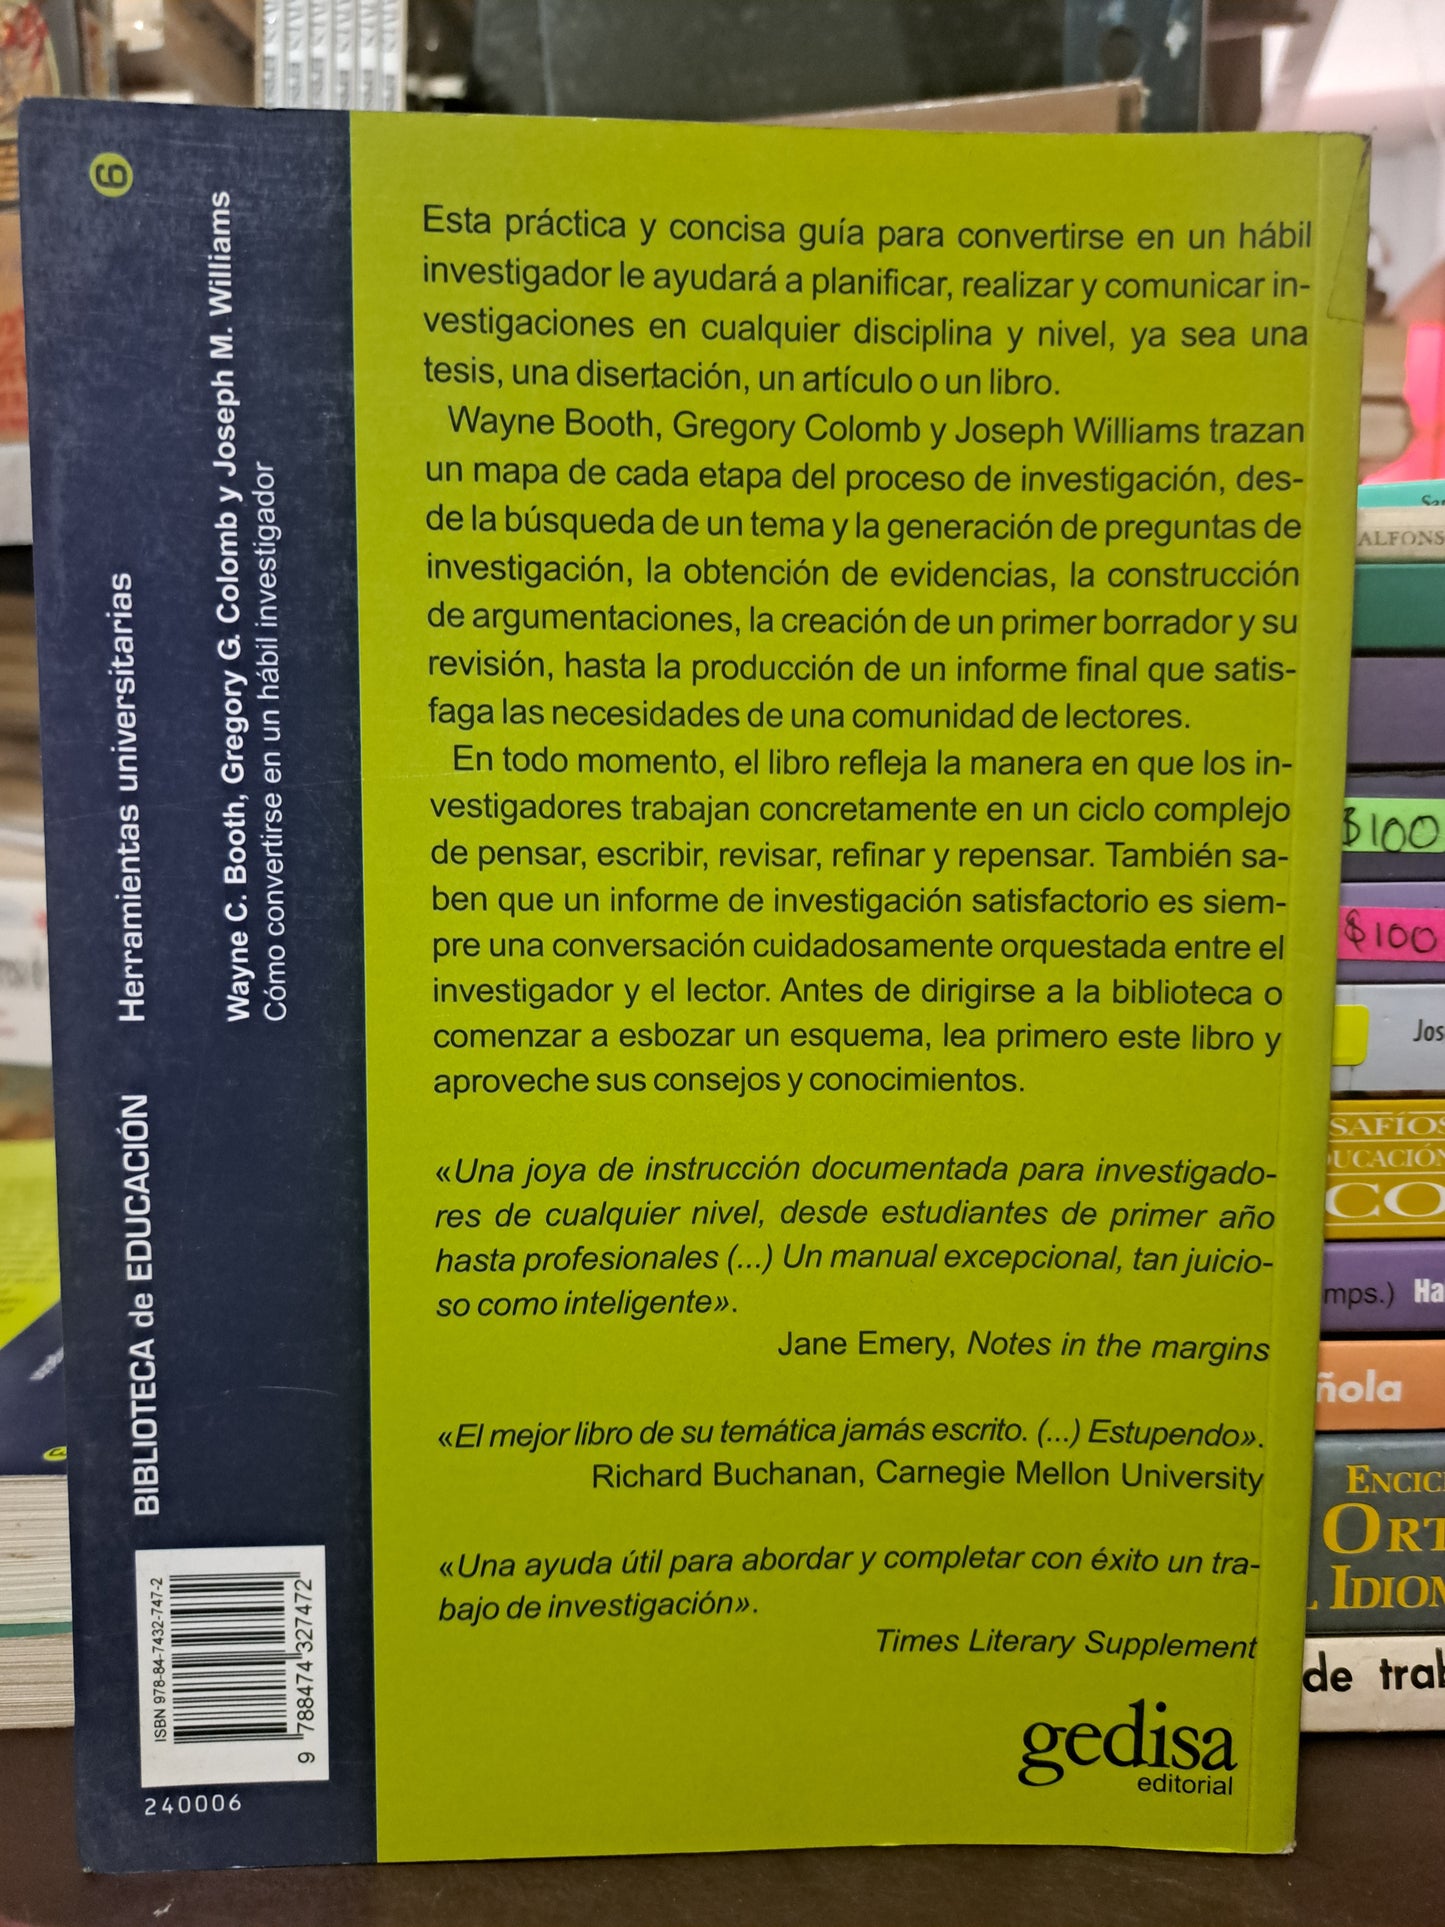 6
BIBLIOTECA de EDUCACIÓN Herramientas universitarias
Wayne C. Booth, Gregory G. Colomb y Joseph M. Williams
Cómo convertirse en un hábil investigador
Esta práctica y concisa guía para convertirse en un hábil
investigador le ayudará a planificar, realizar y comunicar in-
vestigaciones en cualquier disciplina y nivel, ya sea una
tesis, una disertación, un artículo o un libro.
Wayne Booth, Gregory Colomb y Joseph Williams trazan
un mapa de cada etapa del proceso de investigación, des-
de la búsqueda de un tema y la generación de preguntas de
investigación, la obtención de evidencias, la construcción
de argumentaciones, la creación de un primer borrador y su
revisión, hasta la producción de un informe final que satis-
faga las necesidades de una comunidad de lectores.
En todo momento, el libro refleja la manera en que los in-
vestigadores trabajan concretamente en un ciclo complejo
de pensar, escribir, revisar, refinar y repensar. También sa-
ben que un informe de investigación satisfactorio es siem-
pre una conversación cuidadosamente orquestada entre el
investigador y el lector. Antes de dirigirse a la biblioteca o
comenzar a esbozar un esquema, lea primero este libro y
aproveche sus consejos y conocimientos.
«Una joya de instrucción documentada para investigado-
res de cualquier nivel, desde estudiantes de primer año
hasta profesionales (...) Un manual excepcional, tan juicio-
so como inteligente».
Jane Emery, Notes in the margins
«El mejor libro de su temática jamás escrito. (...) Estupendo».
Richard Buchanan, Carnegie Mellon University
«Una ayuda útil para abordar y completar con éxito un tra-
bajo de investigación».
Times Literary Supplement
gedisa
editorial
ISBN 978-84-7432-747-2
9 788474 327472
240006
ALFONS
$100
$100
Jos
SAFÍOS
UCACIÓN
CO
mps.) Ha
ñola
ENCIC
ORT
L IDIOM
de trab